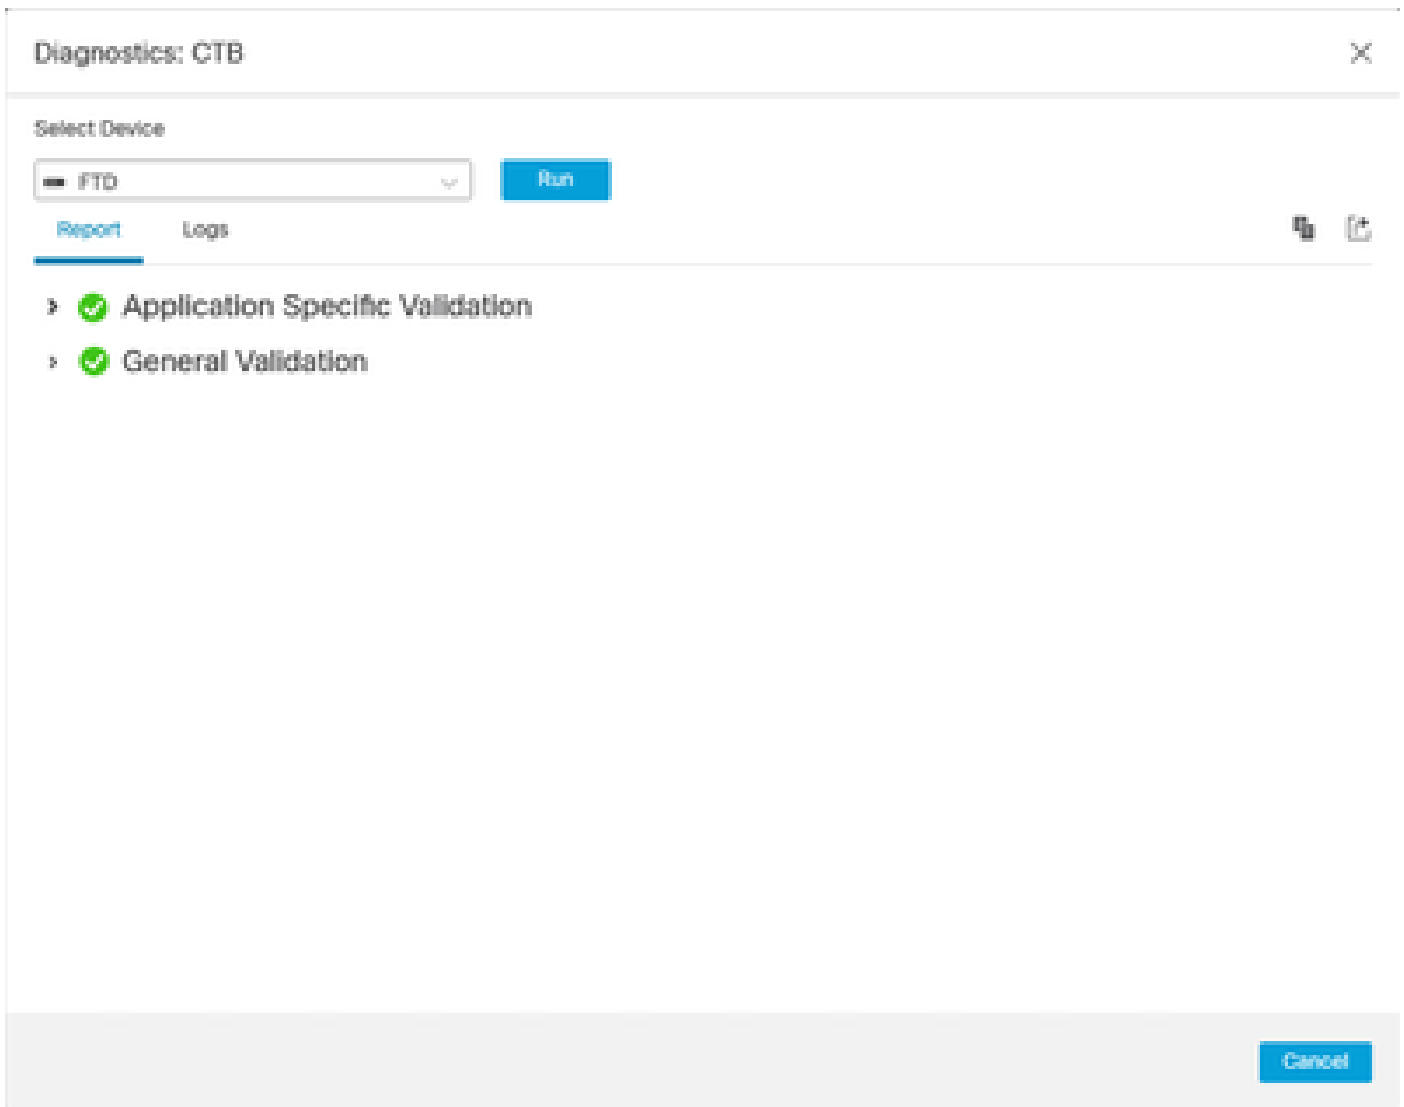 Diagnostics: CTB
Select Device
FTD
Run
Report
Logs
Application Specific Validation
General Validation
Cancel